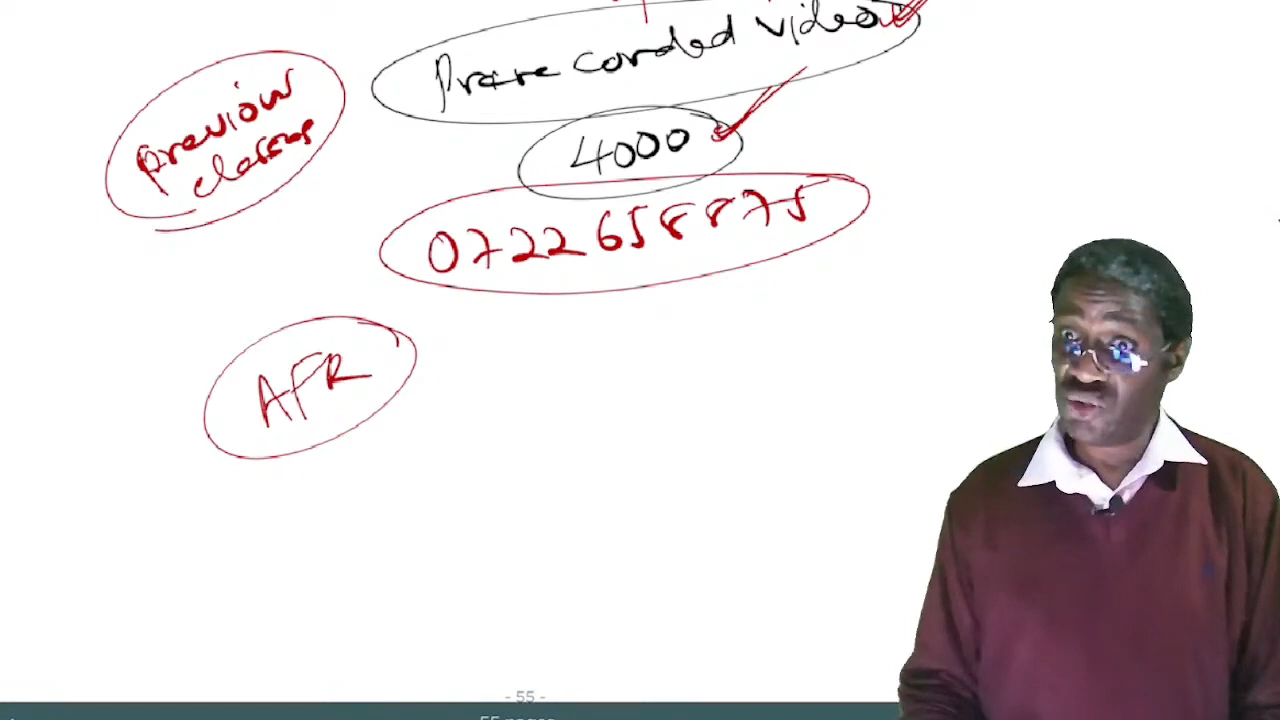 Prerecorded video
previous
classes
4000
0722658875
AFR
- 55 -